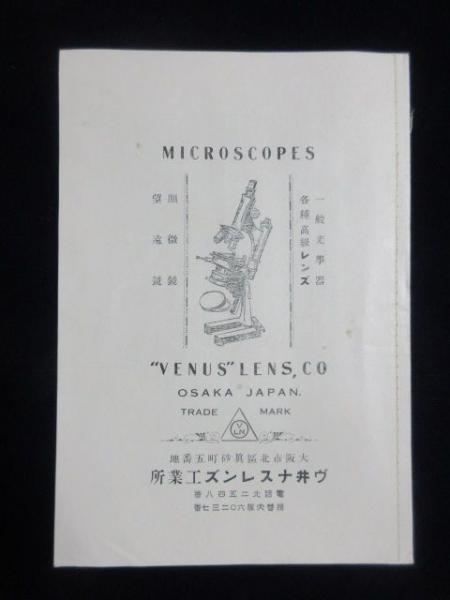 MICROSCOPES
一般光學器
各種高級レンズ
顯微鏡
望遠鏡
"VENUS" LENS, CO
OSAKA JAPAN.
TRADE MARK
V
LN
大阪市北區眞砂町五番地
ヴ井ナスレンズ工業所
電話北二五四八番
振替大阪六〇二三七番